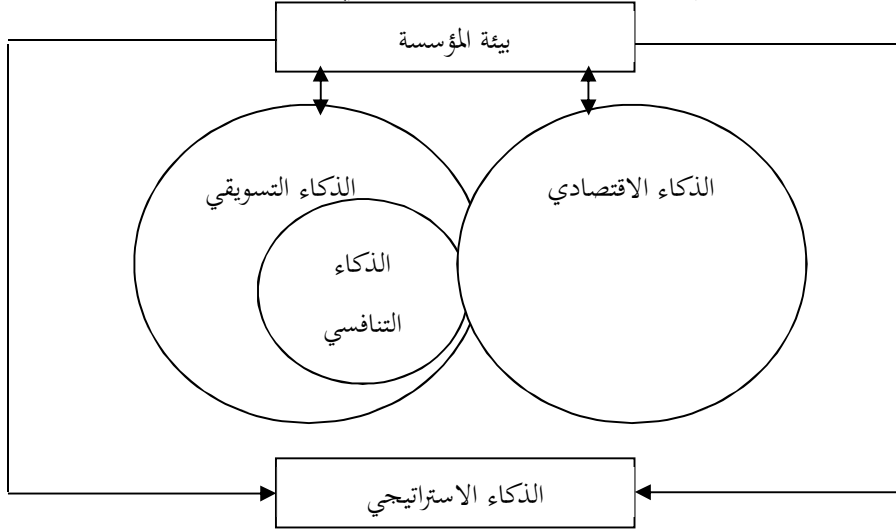 بيئة المؤسسة
الذكاء الاقتصادي
الذكاء التسويقي
الذكاء
التنافسي
الذكاء الاستراتيجي